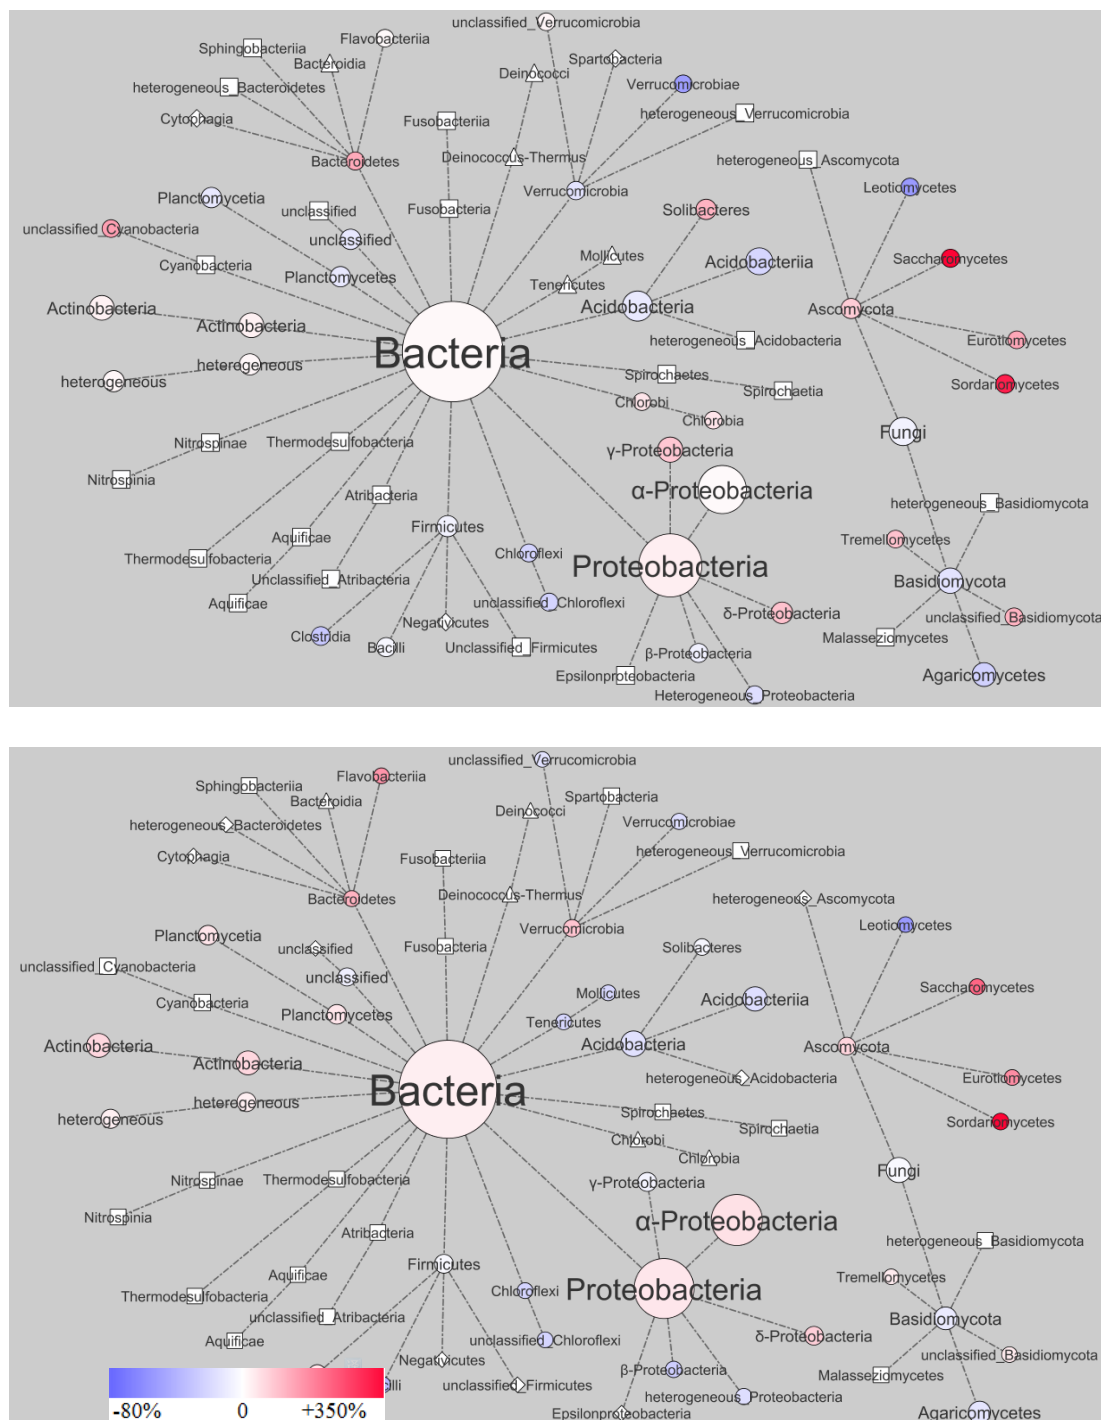 unclassified_Verrucomicrobia
Flavobacteriia
Sphingobacteriia
Spartobacteria
Bacteroidia
Deinococci
Verrucomicrobiae
heterogeneous_Bacteroidetes
heterogeneous_Verrucomicrobia
Cytophagia
Fusobacteriia
Bacteroidetes
Deinococcus-Thermus
heterogeneous_Ascomycota
Verrucomicrobia
Leotiomycetes
Planctomycetia
unclassified
Fusobacteria
Solibacteres
unclassified_Cyanobacteria
unclassified
Mollicutes
Saccharomycetes
Cyanobacteria
Planctomycetes
Tenericutes
Acidobacteriia
Actinobacteria
Acidobacteria
Ascomycota
Actinobacteria
heterogeneous_Acidobacteria
Eurotiomycetes
Bacteria
heterogeneous
heterogeneous
Spirochaetes
Spirochaetia
Sordariomycetes
Chlorobi
Chlorobia
Fungi
Nitrospinae
Thermodesulfobacteria
γ-Proteobacteria
Nitrospinia
α-Proteobacteria
Atribacteria
heterogeneous_Basidiomycota
Firmicutes
Aquificae
Tremellomycetes
Chloroflexi
Thermodesulfobacteria
Proteobacteria
Unclassified_Atribacteria
Basidiomycota
Aquificae
unclassified_Chloroflexi
δ-Proteobacteria
unclassified_Basidiomycota
Negativicutes
Clostridia
Malasseziomycetes
Bacilli
Unclassified_Firmicutes
β-Proteobacteria
Epsilonproteobacteria
Agaricomycetes
Heterogeneous_Proteobacteria
unclassified_Verrucomicrobia
Flavobacteriia
Sphingobacteriia
Spartobacteria
Bacteroidia
Deinococci
Verrucomicrobiae
heterogeneous_Bacteroidetes
heterogeneous_Verrucomicrobia
Cytophagia
Fusobacteriia
Bacteroidetes
Deinococcus-Thermus
heterogeneous_Ascomycota
Leotiomycetes
Verrucomicrobia
Planctomycetia
unclassified
Fusobacteria
Solibacteres
unclassified_Cyanobacteria
unclassified
Mollicutes
Saccharomycetes
Cyanobacteria
Planctomycetes
Tenericutes
Acidobacteriia
Actinobacteria
Acidobacteria
Ascomycota
Actinobacteria
heterogeneous_Acidobacteria
Eurotiomycetes
Bacteria
heterogeneous
heterogeneous
Spirochaetes
Spirochaetia
Sordariomycetes
Chlorobi
Chlorobia
Fungi
Nitrospinae
Thermodesulfobacteria
γ-Proteobacteria
Nitrospinia
α-Proteobacteria
Atribacteria
heterogeneous_Basidiomycota
Firmicutes
Aquificae
Tremellomycetes
Chloroflexi
Thermodesulfobacteria
Proteobacteria
unclassified_Atribacteria
Basidiomycota
Aquificae
unclassified_Chloroflexi
δ-Proteobacteria
unclassified_Basidiomycota
Negativicutes
β-Proteobacteria
Malasseziomycetes
unclassified_Firmicutes
heterogeneous_Proteobacteria
Epsilonproteobacteria
Agaricomycetes
-80% 0 +350%